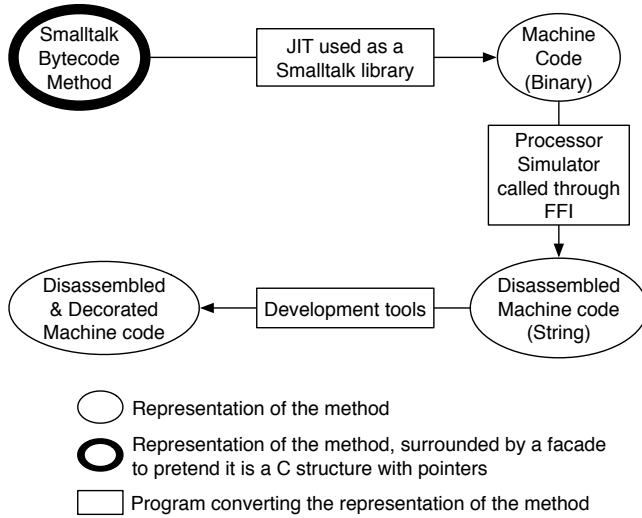 Smalltalk
Bytecode
Method
JIT used as a
Smalltalk library
Machine
Code
(Binary)
Processor
Simulator
called through
FFI
Disassembled
& Decorated
Machine code
Development tools
Disassembled
Machine code
(String)
Representation of the method
Representation of the method, surrounded by a facade
to pretend it is a C structure with pointers
Program converting the representation of the method